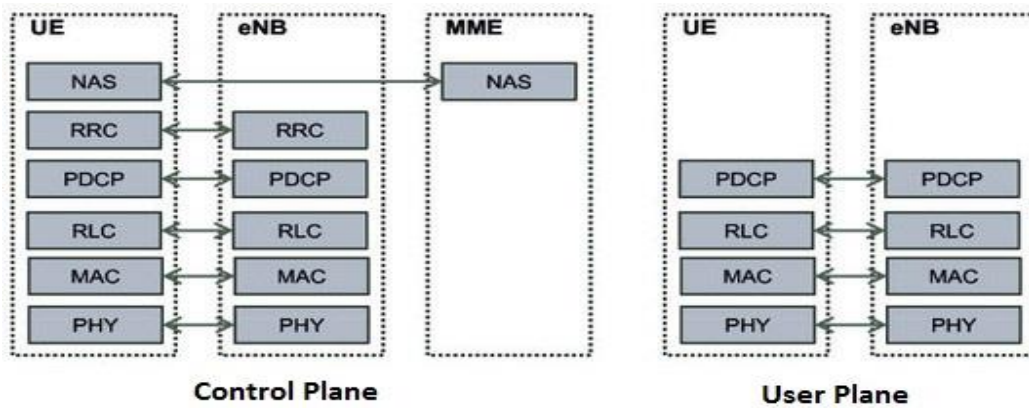 UE eNB MME UE eNB
NAS NAS
RRC RRC
PDCP PDCP PDCP PDCP
RLC RLC RLC RLC
MAC MAC MAC MAC
PHY PHY PHY PHY
Control Plane User Plane